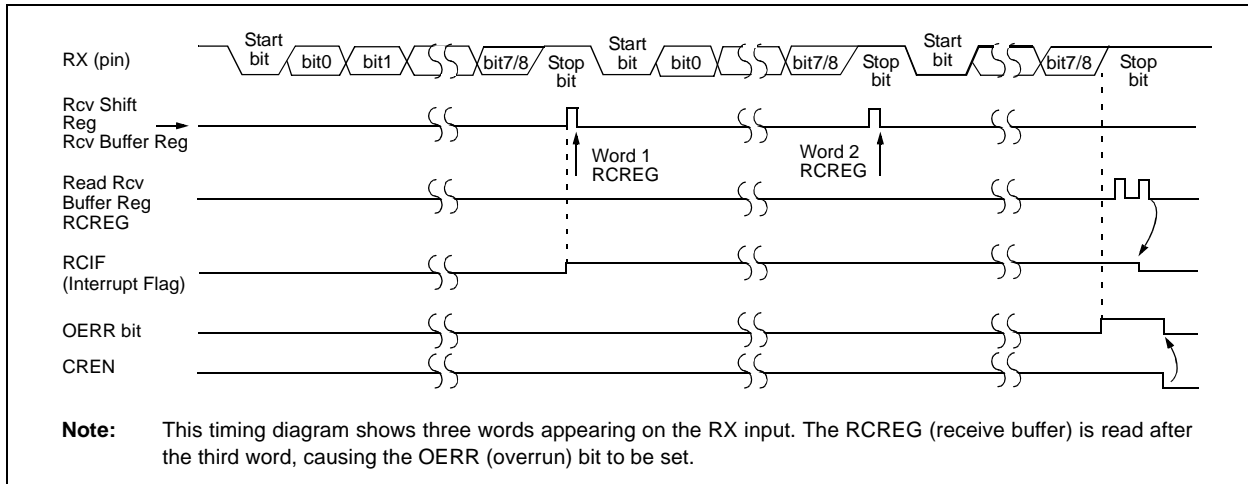 RX (pin)
Start
bit
bit0
bit1
bit7/8
Stop
bit
Start
bit
bit0
bit7/8
Stop
bit
Start
bit
bit7/8
Stop
bit
Rcv Shift
Reg
Rcv Buffer Reg
Word 1
RCREG
Word 2
RCREG
Read Rcv
Buffer Reg
RCREG
RCIF
(Interrupt Flag)
OERR bit
CREN
Note: This timing diagram shows three words appearing on the RX input. The RCREG (receive buffer) is read after
the third word, causing the OERR (overrun) bit to be set.